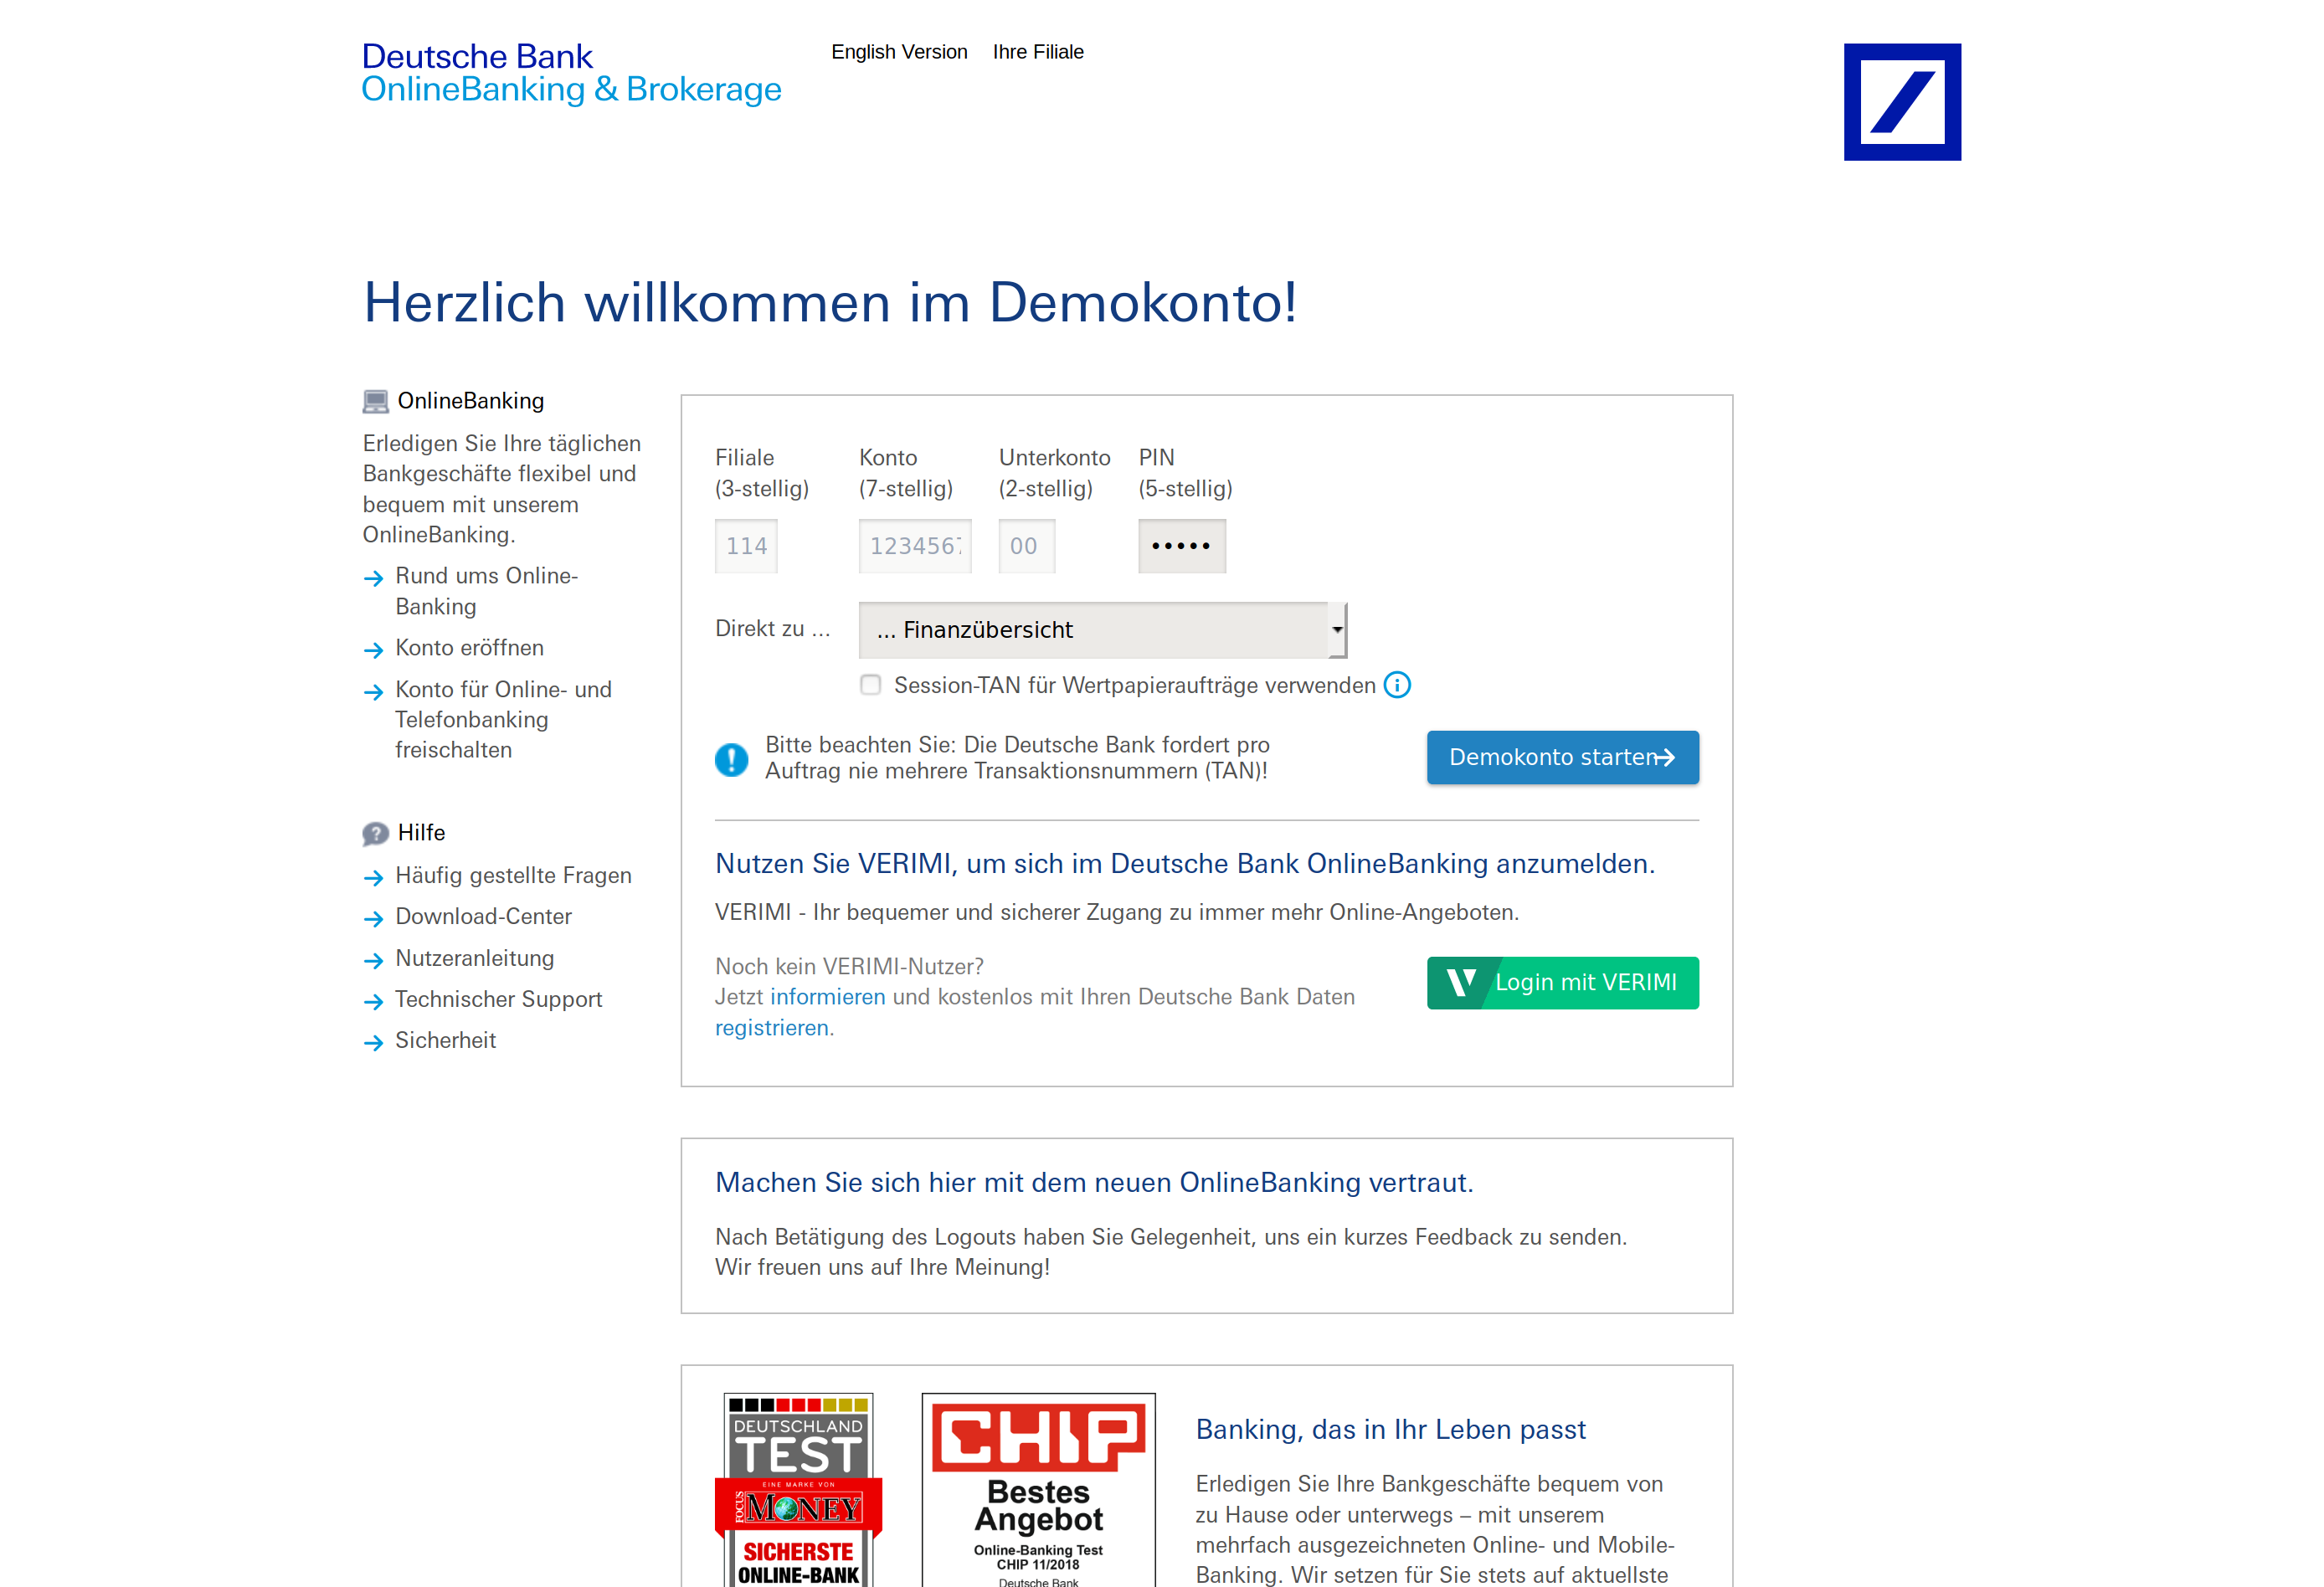 Deutsche Bank
OnlineBanking & Brokerage
English Version
Ihre Filiale
Herzlich willkommen im Demokonto!
OnlineBanking
Erledigen Sie Ihre täglichen
Bankgeschäfte flexibel und
bequem mit unserem
OnlineBanking.
Rund ums Online-
Banking
Konto eröffnen
Konto für Online- und
Telefonbanking
freischalten
Hilfe
Häufig gestellte Fragen
Download-Center
Nutzeranleitung
Technischer Support
Sicherheit
Filiale
(3-stellig)
Konto
(7-stellig)
Unterkonto
(2-stellig)
PIN
(5-stellig)
114
1234567
00
•••••
Direkt zu ...
... Finanzübersicht
Session-TAN für Wertpapieraufträge verwenden
Bitte beachten Sie: Die Deutsche Bank fordert pro
Auftrag nie mehrere Transaktionsnummern (TAN)!
Demokonto starten
Nutzen Sie VERIMI, um sich im Deutsche Bank OnlineBanking anzumelden.
VERIMI - Ihr bequemer und sicherer Zugang zu immer mehr Online-Angeboten.
Noch kein VERIMI-Nutzer?
Jetzt informieren und kostenlos mit Ihren Deutsche Bank Daten
registrieren.
Login mit VERIMI
Machen Sie sich hier mit dem neuen OnlineBanking vertraut.
Nach Betätigung des Logouts haben Sie Gelegenheit, uns ein kurzes Feedback zu senden.
Wir freuen uns auf Ihre Meinung!
DEUTSCHLAND
TEST
EINE MARKE VON
FOCUS
MONEY
SICHERSTE
ONLINE-BANK
CHIP
Bestes
Angebot
Online-Banking Test
CHIP 11/2018
Deutsche Bank
Banking, das in Ihr Leben passt
Erledigen Sie Ihre Bankgeschäfte bequem von
zu Hause oder unterwegs – mit unserem
mehrfach ausgezeichneten Online- und Mobile-
Banking. Wir setzen für Sie stets auf aktuellste